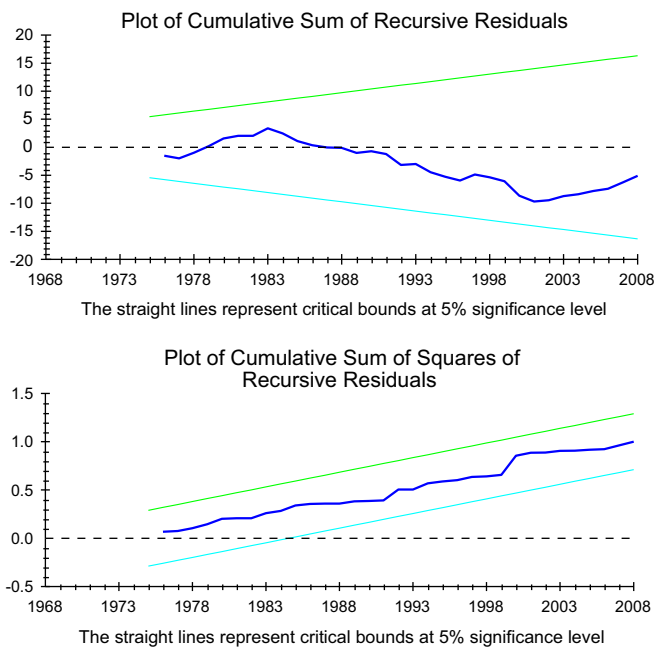 Plot of Cumulative Sum of Recursive Residuals
20
15
10
5
0
-5
-10
-15
-20
1968 1973 1978 1983 1988 1993 1998 2003 2008
The straight lines represent critical bounds at 5% significance level
Plot of Cumulative Sum of Squares of
Recursive Residuals
1.5
1.0
0.5
0.0
-0.5
1968 1973 1978 1983 1988 1993 1998 2003 2008
The straight lines represent critical bounds at 5% significance level